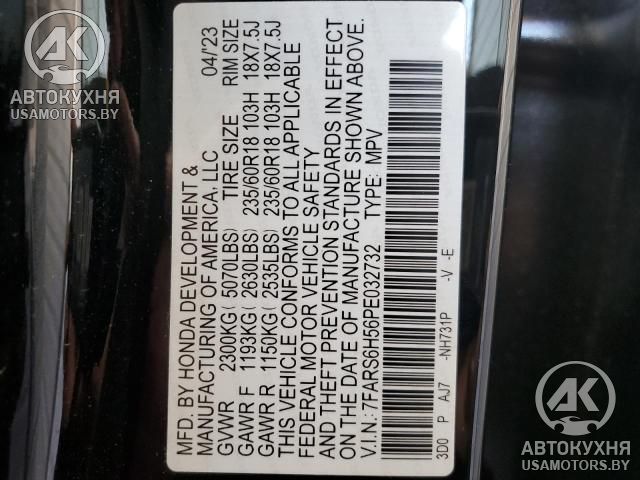 MFD. BY HONDA DEVELOPMENT & 04/'23
MANUFACTURING OF AMERICA, LLC
GVWR 2300KG( 5070LBS) TIRE SIZE RIM SIZE
GAWR F 1193KG( 2630LBS) 235/60R18 103H 18X7.5J
GAWR R 1150KG( 2535LBS) 235/60R18 103H 18X7.5J
THIS VEHICLE CONFORMS TO ALL APPLICABLE
FEDERAL MOTOR VEHICLE SAFETY
AND THEFT PREVENTION STANDARDS IN EFFECT
ON THE DATE OF MANUFACTURE SHOWN ABOVE.
V.I.N.: 7FARS6H56PE032732 TYPE: MPV
3D0 P AJ7 -NH731P -V -E
АК
АВТОКУХНЯ
USAMOTORS.BY
АК
АВТОКУХНЯ
USAMOTORS.BY